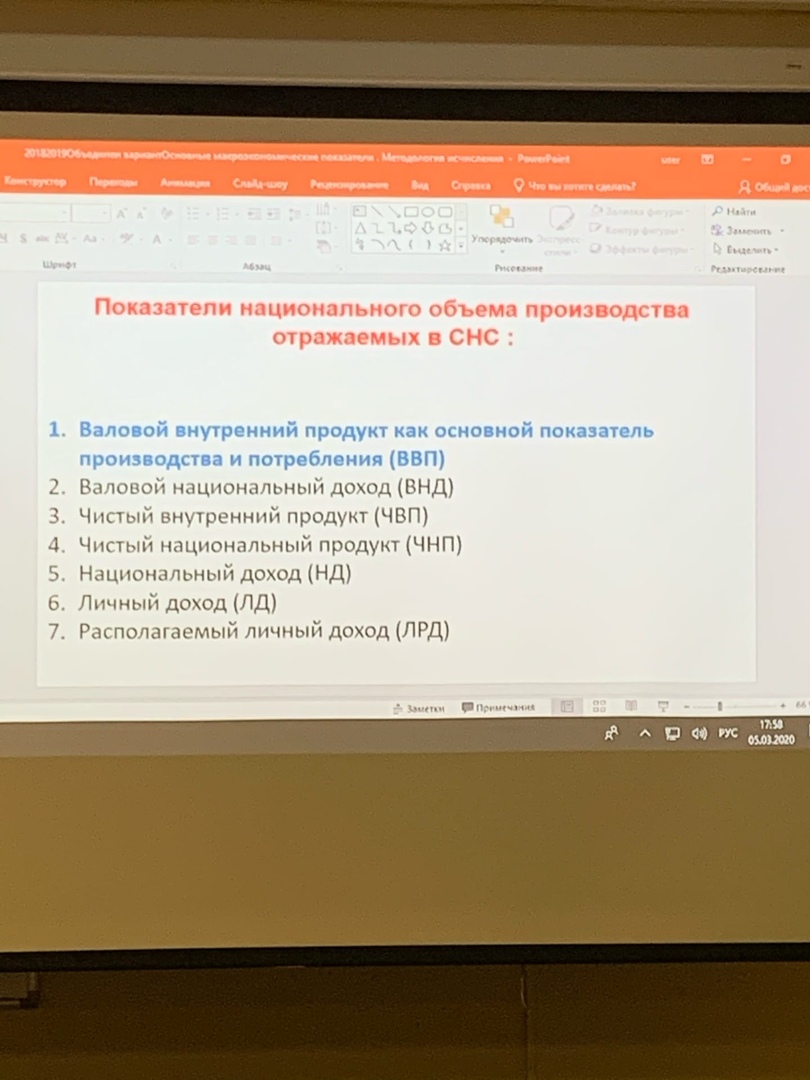 20182019Объединен вариантОсновные макроэкономические показатели . Методология исчисления - PowerPoint
user
Конструктор Переходы Анимация Слайд-шоу Рецензирование Вид Справка Что вы хотите сделать? Общий дос
Заливка фигуры
Найти
Упорядочить Экспресс-
Контур фигуры
Заменить
стили
Эффекты фигуры
Выделить
Шрифт Абзац Рисование Редактирование
Показатели национального объема производства
отражаемых в СНС :
1. Валовой внутренний продукт как основной показатель
производства и потребления (ВВП)
2. Валовой национальный доход (ВНД)
3. Чистый внутренний продукт (ЧВП)
4. Чистый национальный продукт (ЧНП)
5. Национальный доход (НД)
6. Личный доход (ЛД)
7. Располагаемый личный доход (ЛРД)
Заметки Примечания 66
РУС
17:58
05.03.2020